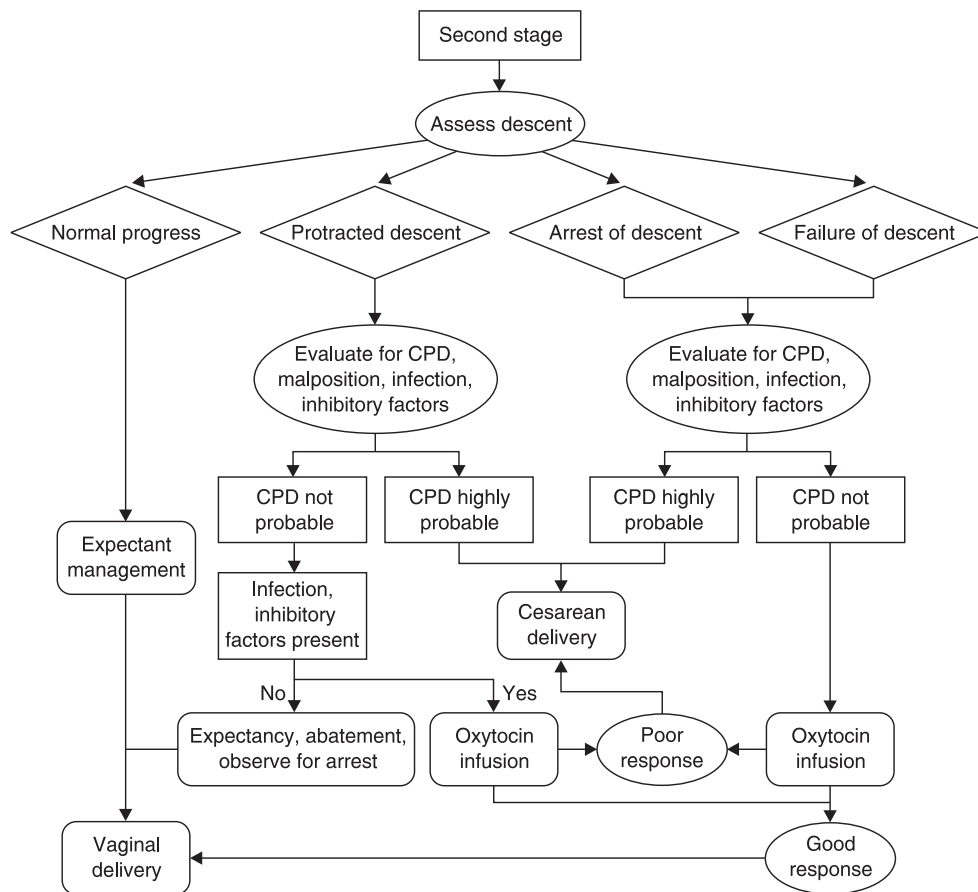 Second stage
Assess descent
Normal progress
Protracted descent
Arrest of descent
Failure of descent
Evaluate for CPD,
malposition, infection,
inhibitory factors
Evaluate for CPD,
malposition, infection,
inhibitory factors
CPD not
probable
CPD highly
probable
CPD highly
probable
CPD not
probable
Expectant
management
Infection,
inhibitory
factors present
Cesarean
delivery
No
Yes
Expectancy, abatement,
observe for arrest
Oxytocin
infusion
Poor
response
Oxytocin
infusion
Vaginal
delivery
Good
response